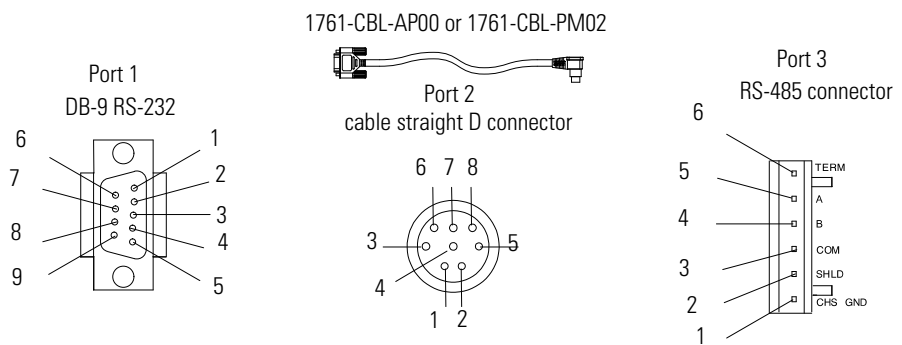 1761-CBL-AP00 or 1761-CBL-PM02
Port 1
DB-9 RS-232
6
7
8
9
1
2
3
4
5
Port 2
cable straight D connector
6 7 8
3
5
4
1 2
Port 3
RS-485 connector
6
5
4
3
2
1
TERM
A
B
COM
SHLD
CHS GND